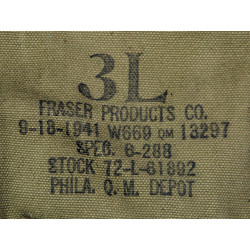 3L
FRASER PRODUCTS CO.
9-18-1941 W669 QM 13297
SPEC. 6-288
STOCK 72-L-61892
PHILA. Q. M. DEPOT